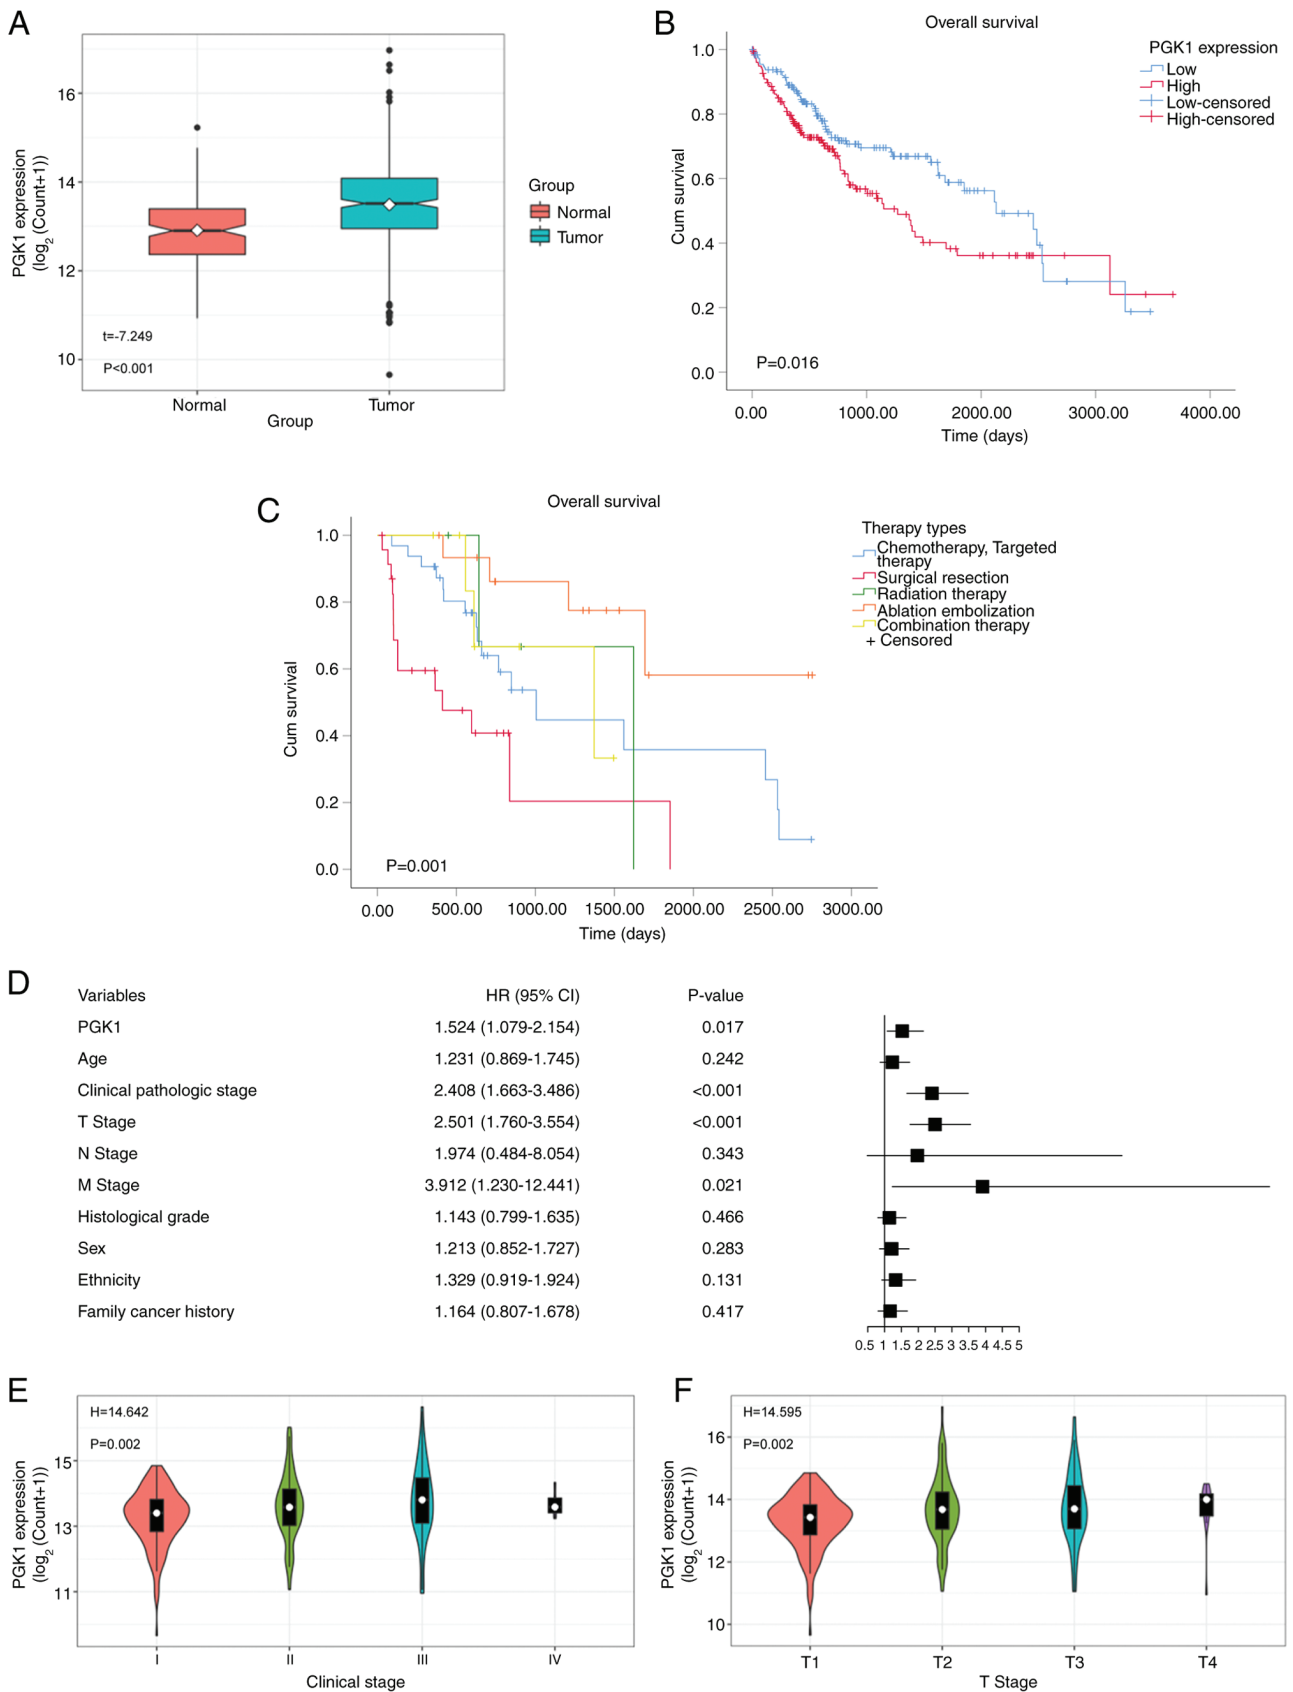 A
PGK1 expression
(log2 (Count+1))
16
14
12
10
t=-7.249
P<0.001
Normal
Tumor
Group
Group
Normal
Tumor
B
Overall survival
Cum survival
1.0
0.8
0.6
0.4
0.2
0.0
P=0.016
0.00
1000.00
2000.00
3000.00
4000.00
Time (days)
PGK1 expression
Low
High
Low-censored
High-censored
C
Overall survival
Cum survival
1.0
0.8
0.6
0.4
0.2
0.0
P=0.001
0.00
500.00
1000.00
1500.00
2000.00
2500.00
3000.00
Time (days)
Therapy types
Chemotherapy, Targeted
therapy
Surgical resection
Radiation therapy
Ablation embolization
Combination therapy
+ Censored
D
Variables HR (95% CI) P-value
PGK1 1.524 (1.079-2.154) 0.017
Age 1.231 (0.869-1.745) 0.242
Clinical pathologic stage 2.408 (1.663-3.486) <0.001
T Stage 2.501 (1.760-3.554) <0.001
N Stage 1.974 (0.484-8.054) 0.343
M Stage 3.912 (1.230-12.441) 0.021
Histological grade 1.143 (0.799-1.635) 0.466
Sex 1.213 (0.852-1.727) 0.283
Ethnicity 1.329 (0.919-1.924) 0.131
Family cancer history 1.164 (0.807-1.678) 0.417
0.5 1 1.5 2 2.5 3 3.5 4 4.5 5
E
PGK1 expression
(log2 (Count+1))
H=14.642
P=0.002
15
13
11
I
II
III
IV
Clinical stage
F
PGK1 expression
(log2 (Count+1))
H=14.595
P=0.002
16
14
12
10
T1
T2
T3
T4
T Stage